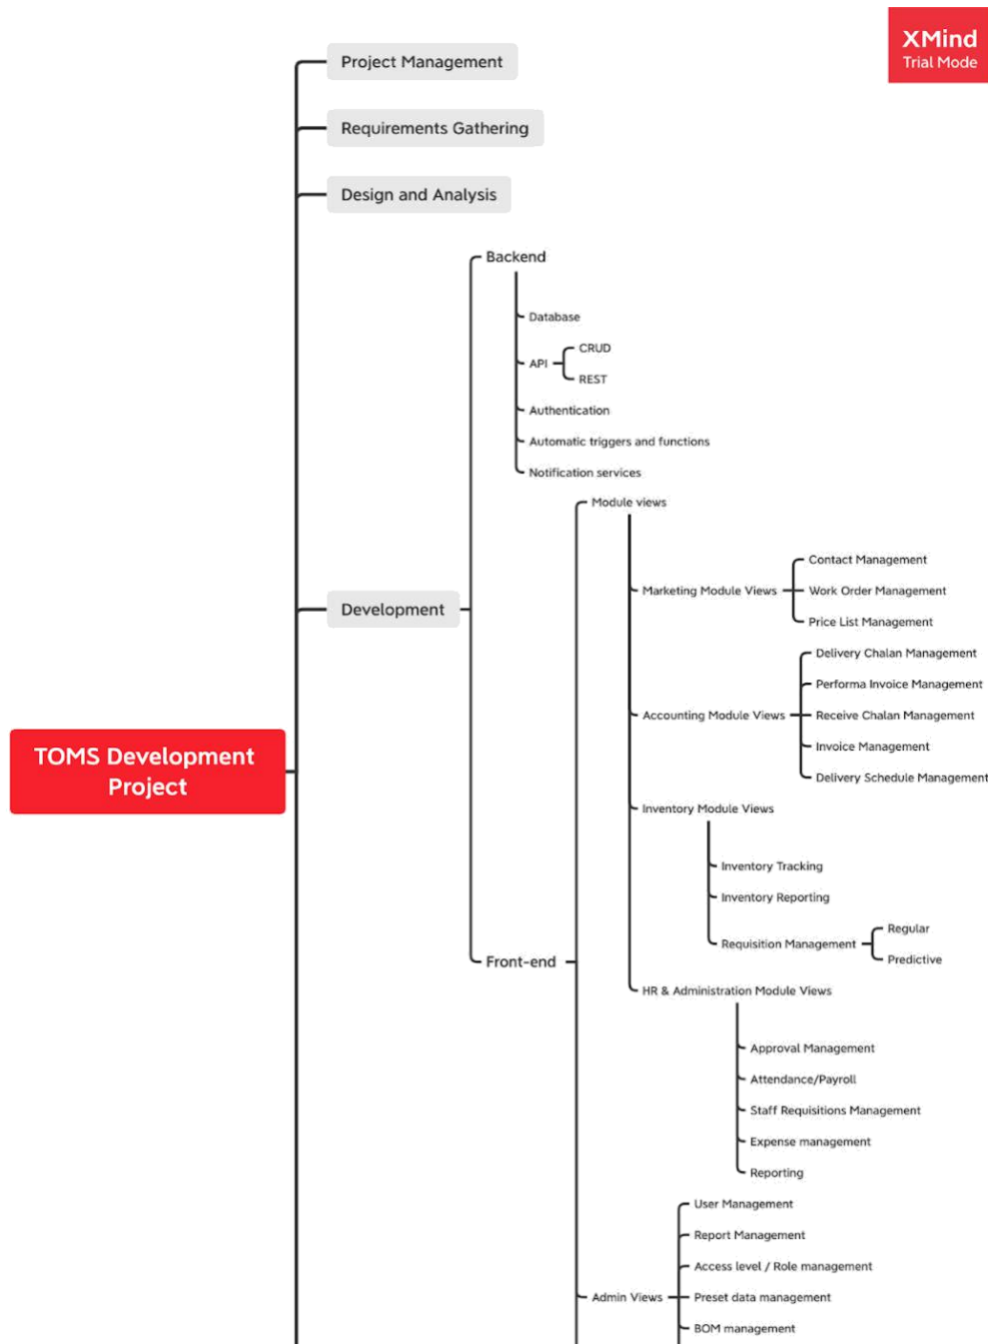 XMind
Trial Mode
Project Management
Requirements Gathering
Design and Analysis
Backend
Database
API
CRUD
REST
Authentication
Automatic triggers and functions
Notification services
Module views
Development
Marketing Module Views
Contact Management
Work Order Management
Price List Management
Accounting Module Views
Delivery Chalan Management
Performa Invoice Management
Receive Chalan Management
Invoice Management
Delivery Schedule Management
TOMS Development
Project
Inventory Module Views
Inventory Tracking
Inventory Reporting
Requisition Management
Regular
Predictive
Front-end
HR & Administration Module Views
Approval Management
Attendance/Payroll
Staff Requisitions Management
Expense management
Reporting
Admin Views
User Management
Report Management
Access level / Role management
Preset data management
BOM management